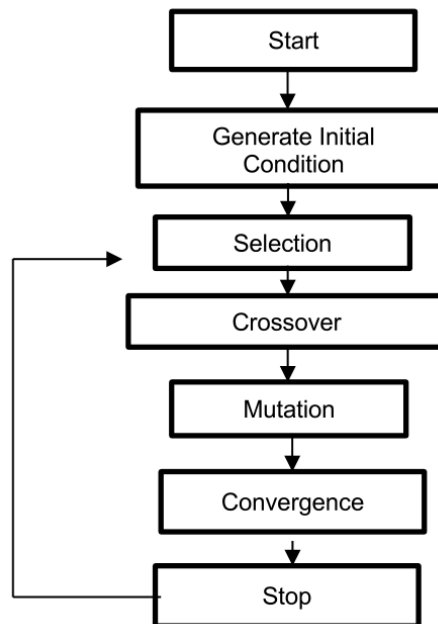 Start
Generate Initial
Condition
Selection
Crossover
Mutation
Convergence
Stop